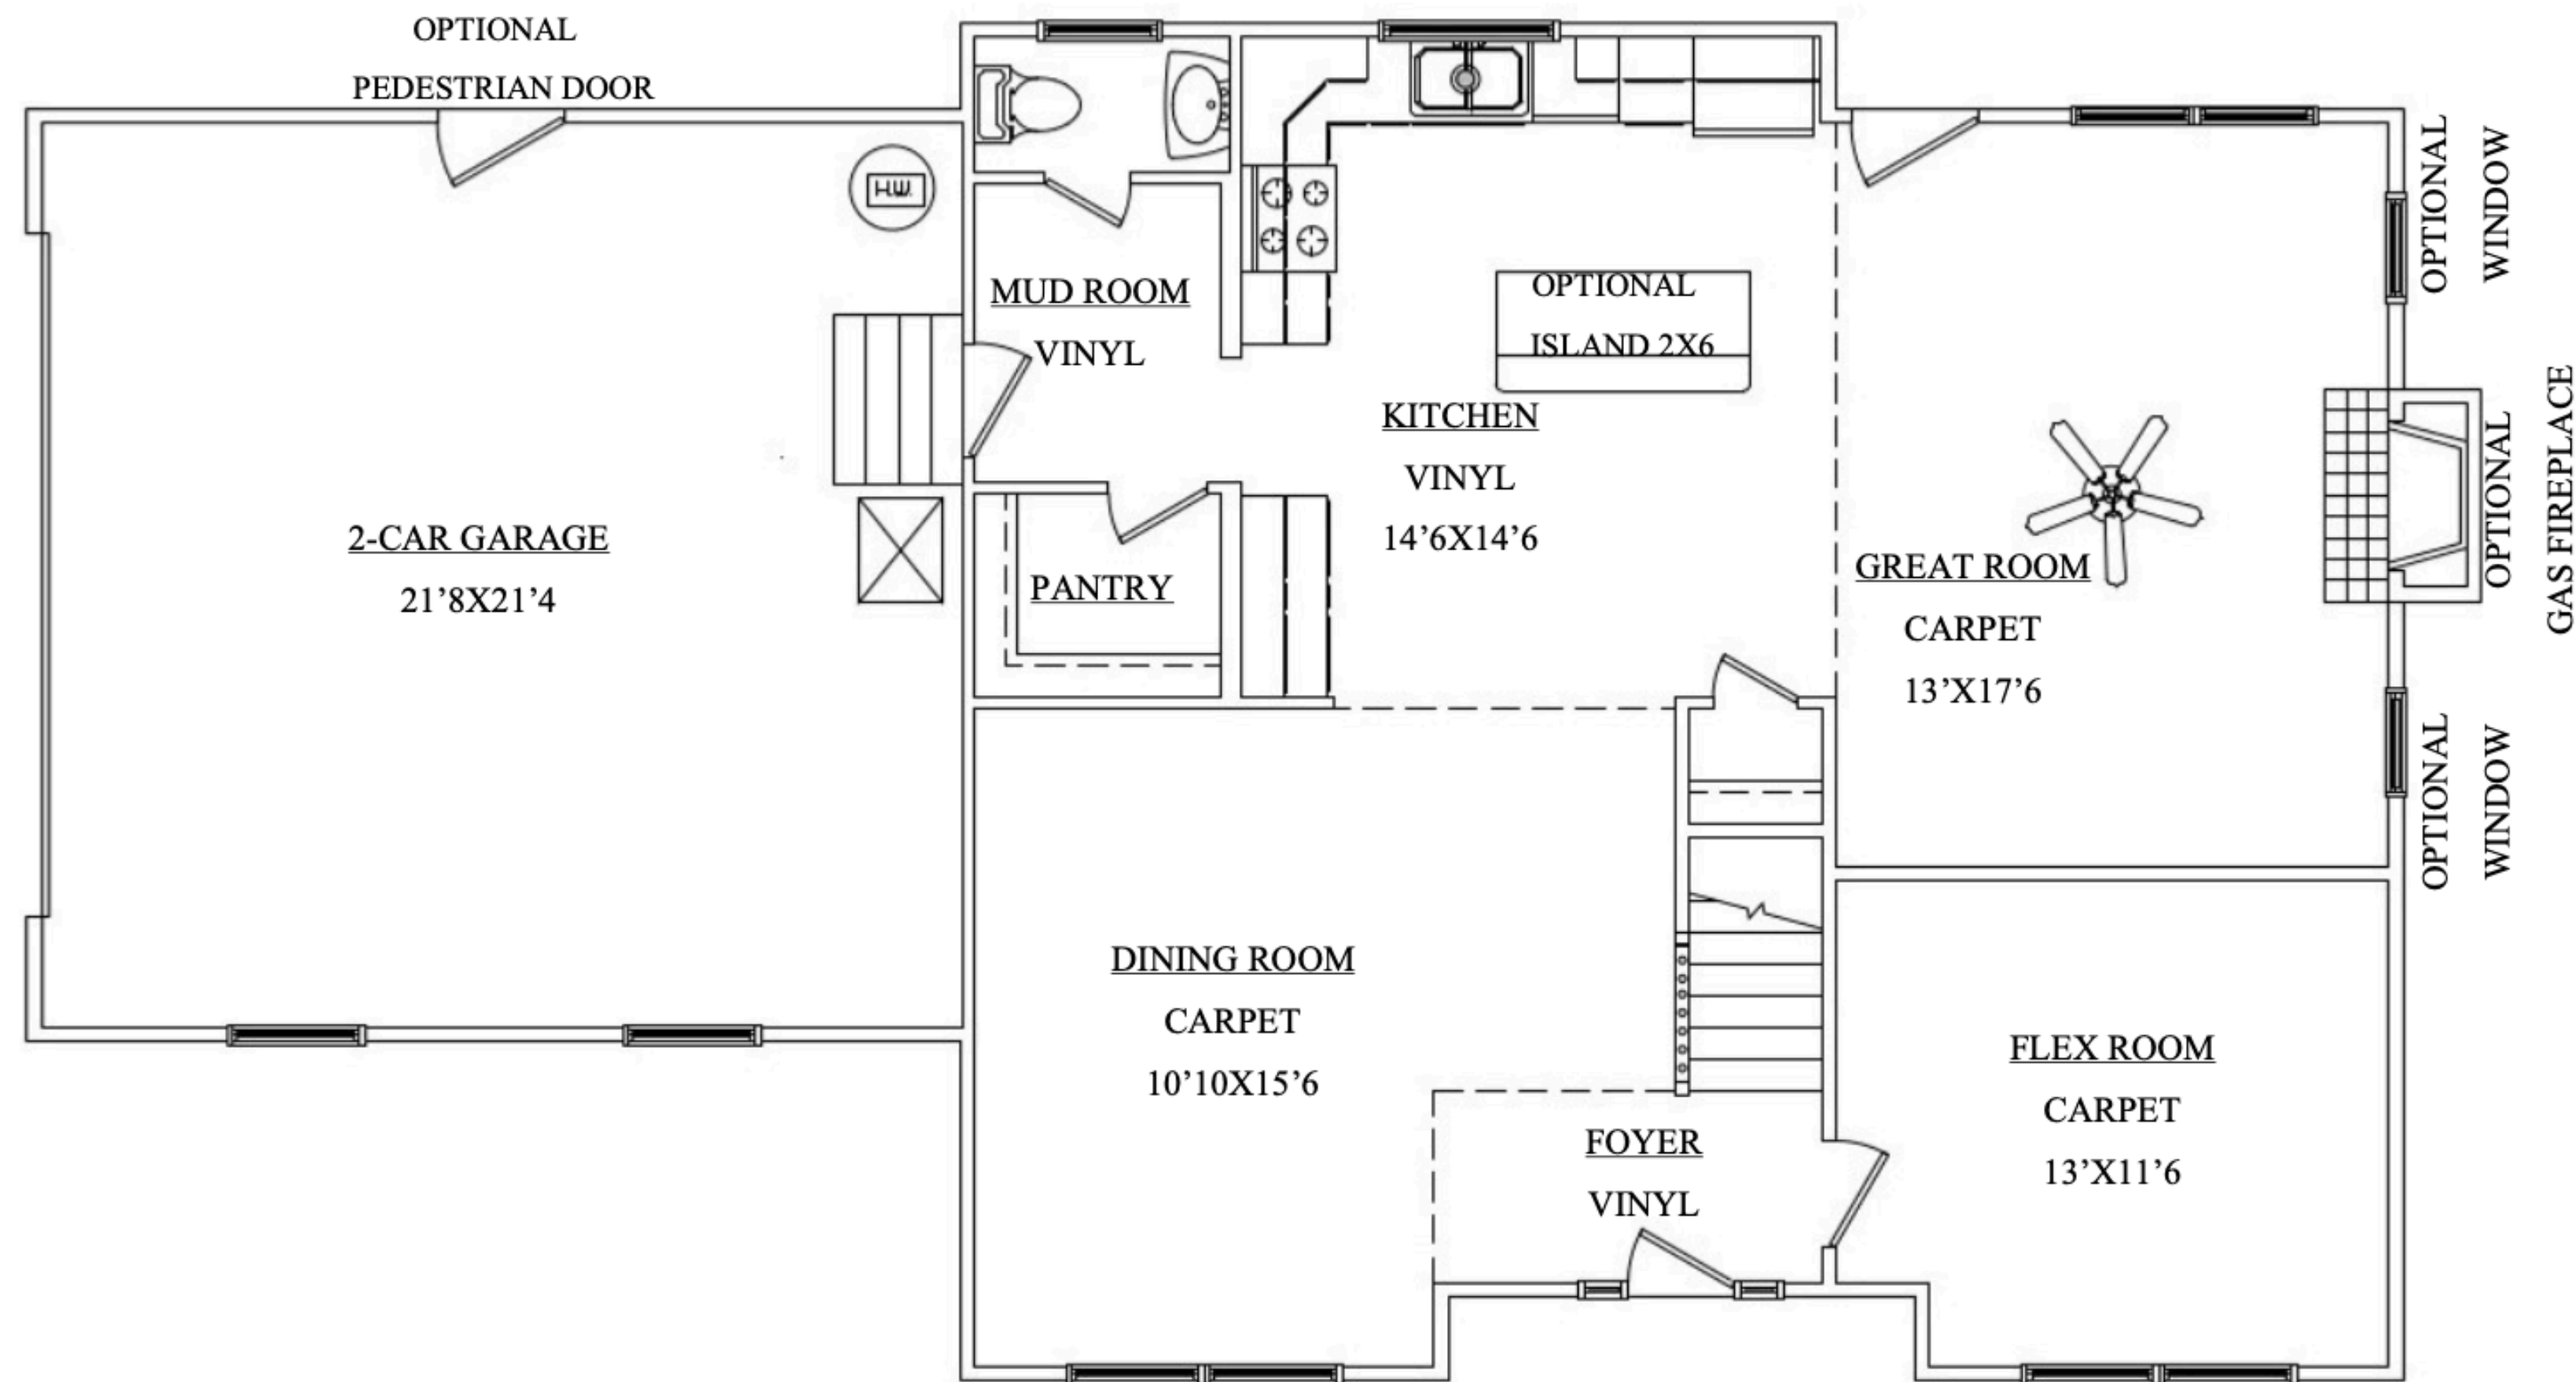 OPTIONAL
PEDESTRIAN DOOR
H.W.
MUD ROOM
VINYL
OPTIONAL
ISLAND 2X6
KITCHEN
VINYL
14’6X14’6
OPTIONAL
WINDOW
2-CAR GARAGE
21’8X21’4
PANTRY
GREAT ROOM
CARPET
13’X17’6
OPTIONAL
GAS FIREPLACE
OPTIONAL
WINDOW
DINING ROOM
CARPET
10’10X15’6
FOYER
VINYL
FLEX ROOM
CARPET
13’X11’6